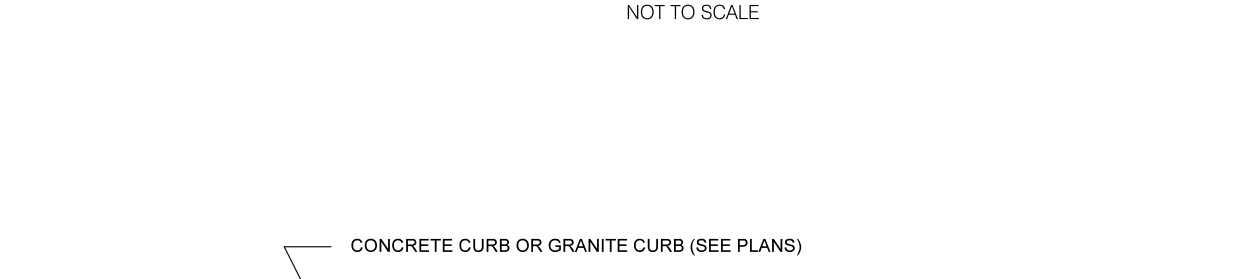 NOT TO SCALE
CONCRETE CURB OR GRANITE CURB (SEE PLANS)